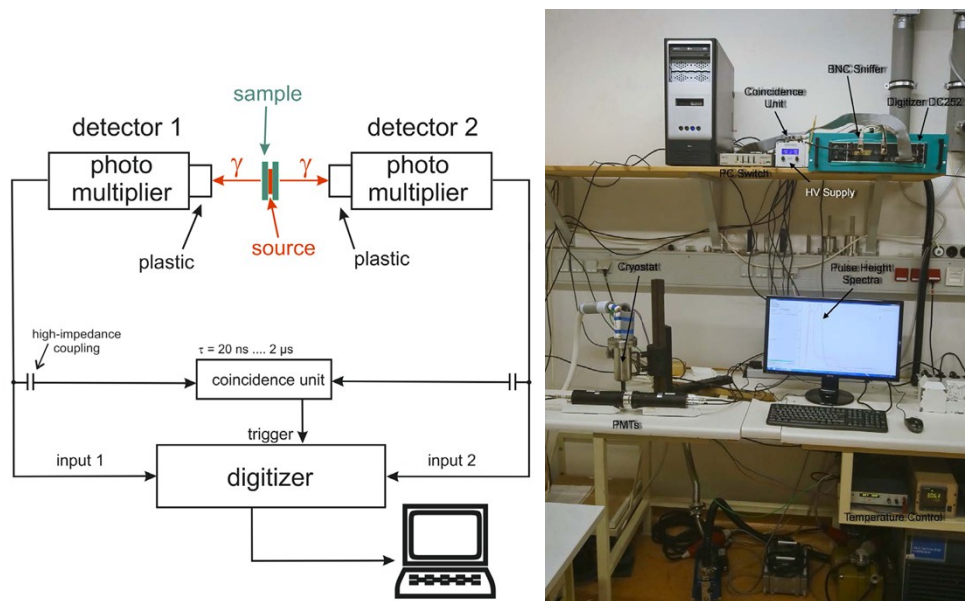 sample
detector 1
detector 2
photo
multiplier
γ
γ
photo
multiplier
plastic
source
plastic
high-impedance
coupling
τ = 20 ns .... 2 µs
coincidence unit
trigger
input 1
input 2
digitizer
BNC Sniffer
Coincidence
Unit
Digitizer DC252
PC Switch
HV Supply
Cryostat
Pulse Height
Spectra
PMTs
Temperature Control